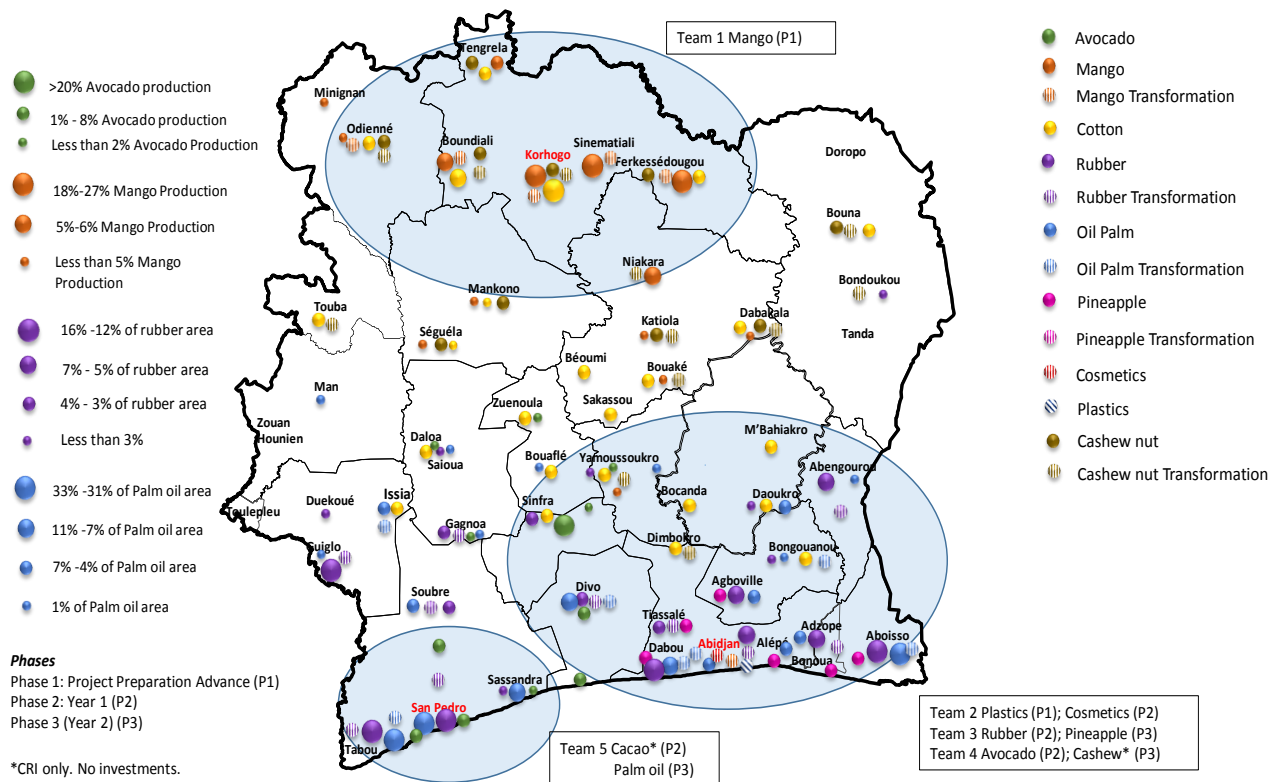 Team 1 Mango (P1)
>20% Avocado production
1% - 8% Avocado production
Less than 2% Avocado Production
18%-27% Mango Production
5%-6% Mango Production
Less than 5% Mango
Production
16% -12% of rubber area
7% - 5% of rubber area
4% - 3% of rubber area
Less than 3%
33% -31% of Palm oil area
11% -7% of Palm oil area
7% -4% of Palm oil area
1% of Palm oil area
Phases
Phase 1: Project Preparation Advance (P1)
Phase 2: Year 1 (P2)
Phase 3 (Year 2) (P3)
*CRI only. No investments.
Tengrela
Minignan
Odienné
Boundiali
Korhogo
Sinematiali
Ferkessédougou
Doropo
Bouna
Niakara
Bondoukou
Mankono
Touba
Séguéla
Katiola
Dabakala
Tanda
Béoumi
Bouaké
Man
Zuenoula
Sakassou
Zouan
Hounien
Daloa
Saioua
Bouaflé
Yamoussoukro
M'Bahiakro
Abengourou
Toulepleu
Duekoué
Issia
Sinfra
Bocanda
Daoukro
Gagnoa
Guiglo
Dimbokro
Bongouanou
Soubre
Divo
Agboville
Tiassalé
Dabou
Abidjan
Alépé
Adzope
Aboisso
Bonoua
Sassandra
San Pedro
Tabou
Team 5 Cacao* (P2)
Palm oil (P3)
Team 2 Plastics (P1); Cosmetics (P2)
Team 3 Rubber (P2); Pineapple (P3)
Team 4 Avocado (P2); Cashew* (P3)
Avocado
Mango
Mango Transformation
Cotton
Rubber
Rubber Transformation
Oil Palm
Oil Palm Transformation
Pineapple
Pineapple Transformation
Cosmetics
Plastics
Cashew nut
Cashew nut Transformation